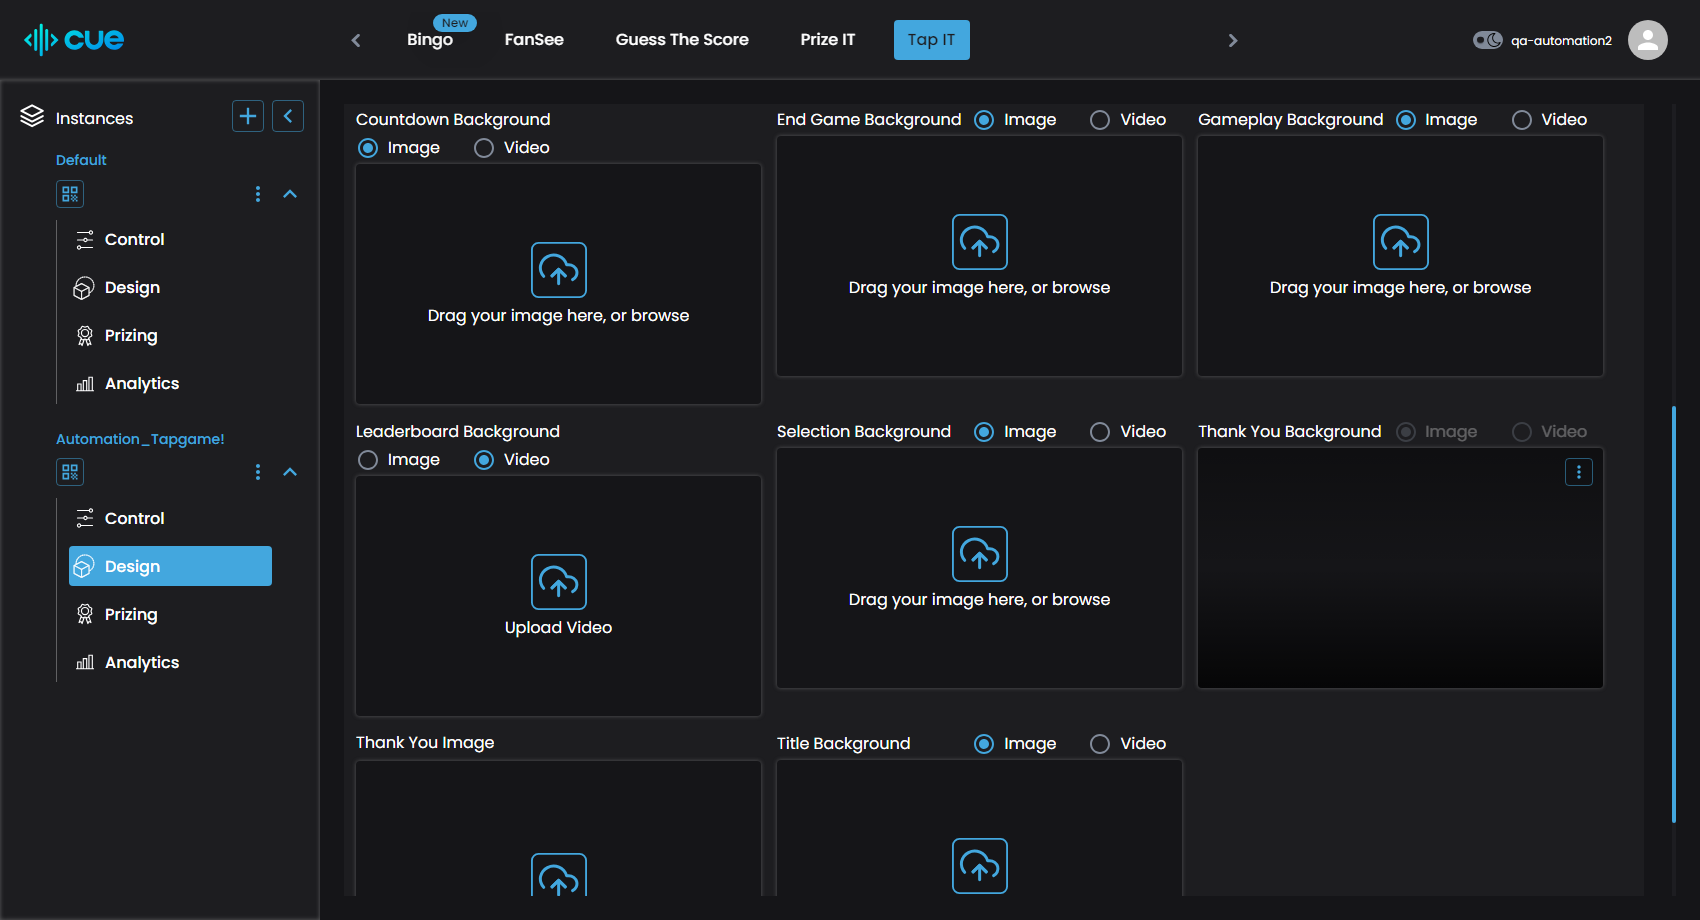 cue
New
Bingo
FanSee
Guess The Score
Prize IT
Tap IT
qa-automation2
Instances
Default
Control
Design
Prizing
Analytics
Automation_Tapgame!
Control
Design
Prizing
Analytics
Countdown Background
Image
Video
Drag your image here, or browse
End Game Background
Image
Video
Drag your image here, or browse
Gameplay Background
Image
Video
Drag your image here, or browse
Leaderboard Background
Image
Video
Upload Video
Selection Background
Image
Video
Drag your image here, or browse
Thank You Background
Image
Video
Thank You Image
Title Background
Image
Video